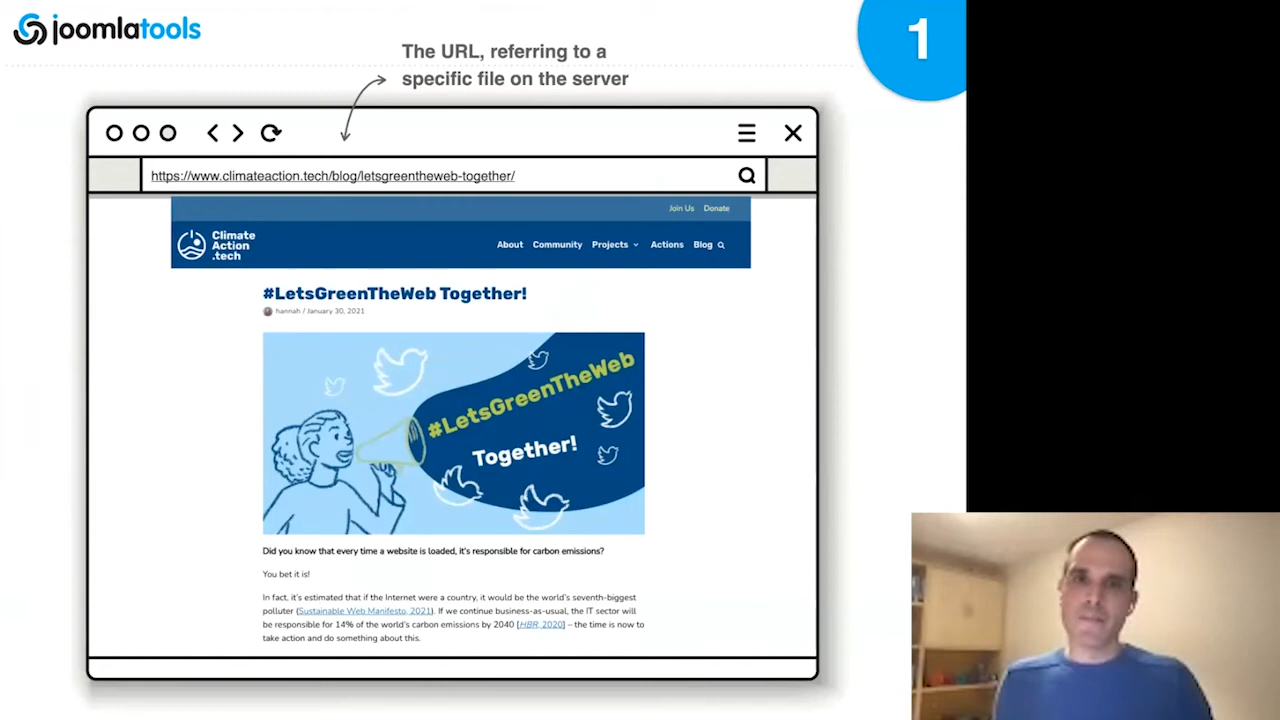 joomlatools
The URL, referring to a
specific file on the server
1
https://www.climateaction.tech/blog/letsgreentheweb-together/
Join Us Donate
Climate
Action
.tech
About Community Projects Actions Blog
#LetsGreenTheWeb Together!
hannah / January 30, 2021
#LetsGreenTheWeb
Together!
Did you know that every time a website is loaded, it's responsible for carbon emissions?
You bet it is!
In fact, it's estimated that if the Internet were a country, it would be the world's seventh-biggest
polluter (Sustainable Web Manifesto, 2021). If we continue business-as-usual, the IT sector will
be responsible for 14% of the world's carbon emissions by 2040 [HBR, 2020] – the time is now to
take action and do something about this.